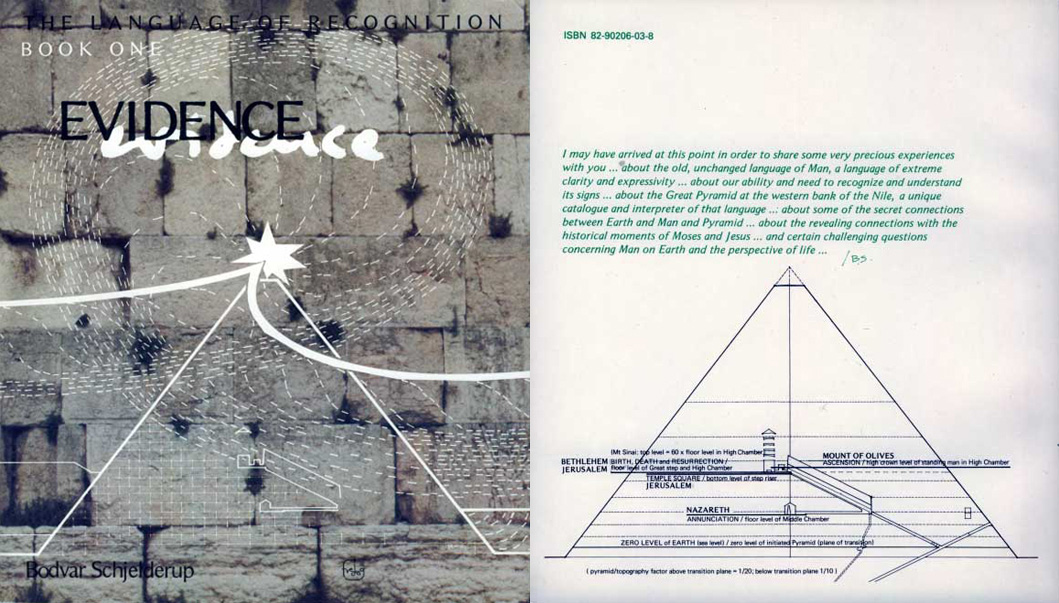 THE LANGUAGE OF RECOGNITION
BOOK ONE
EVIDENCE
evidence
Bodvar Schjelderup
ISBN 82-90206-03-8
I may have arrived at this point in order to share some very precious experiences
with you ... about the old, unchanged language of Man, a language of extreme
clarity and expressivity ... about our ability and need to recognize and understand
its signs ... about the Great Pyramid at the western bank of the Nile, a unique
catalogue and interpreter of that language ... about some of the secret connections
between Earth and Man and Pyramid ... about the revealing connections with the
historical moments of Moses and Jesus ... and certain challenging questions
concerning Man on Earth and the perspective of life ...
/BS.
(Mt Sinai: top level = 60 x floor level in High Chamber)
BETHLEHEM BIRTH, DEATH and RESURRECTION /
JERUSALEM floor level of Great step and High Chamber
MOUNT OF OLIVES
ASCENSION / high crown level of standing man in High Chamber
TEMPLE SQUARE / bottom level of step riser
JERUSALEM
NAZARETH
ANNUNCIATION / floor level of Middle Chamber
ZERO LEVEL of EARTH (sea level) / zero level of initiated Pyramid (plane of transition)
( pyramid/topography factor above transition plane = 1/20; below transition plane 1/10 )